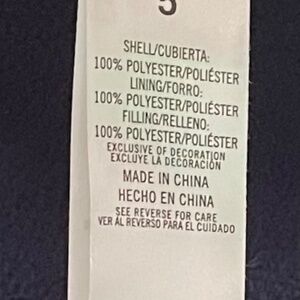 5
SHELL/CUBIERTA:
100% POLYESTER/POLIÉSTER
LINING/FORRO:
100% POLYESTER/POLIÉSTER
FILLING/RELLENO:
100% POLYESTER/POLIÉSTER
EXCLUSIVE OF DECORATION
EXCLUYE LA DECORACIÓN
MADE IN CHINA
HECHO EN CHINA
SEE REVERSE FOR CARE
VER AL REVERSO PARA EL CUIDADO